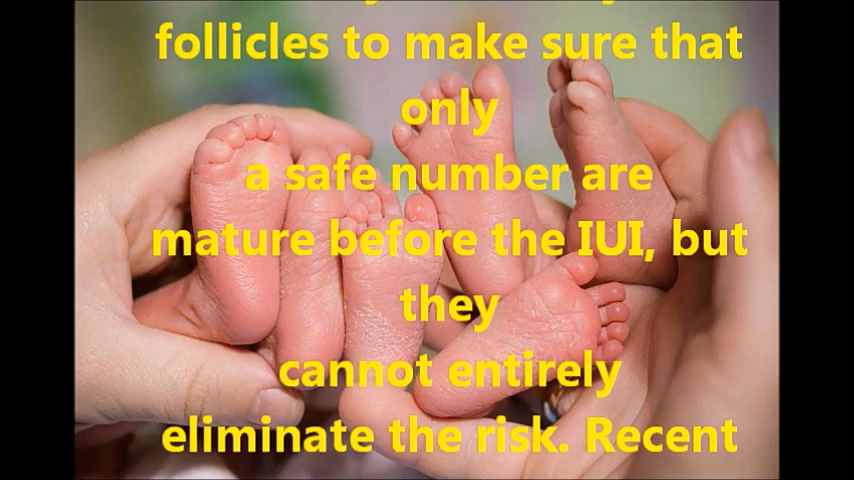 follicles to make sure that
only
a safe number are
mature before the IUI, but
they
cannot entirely
eliminate the risk. Recent